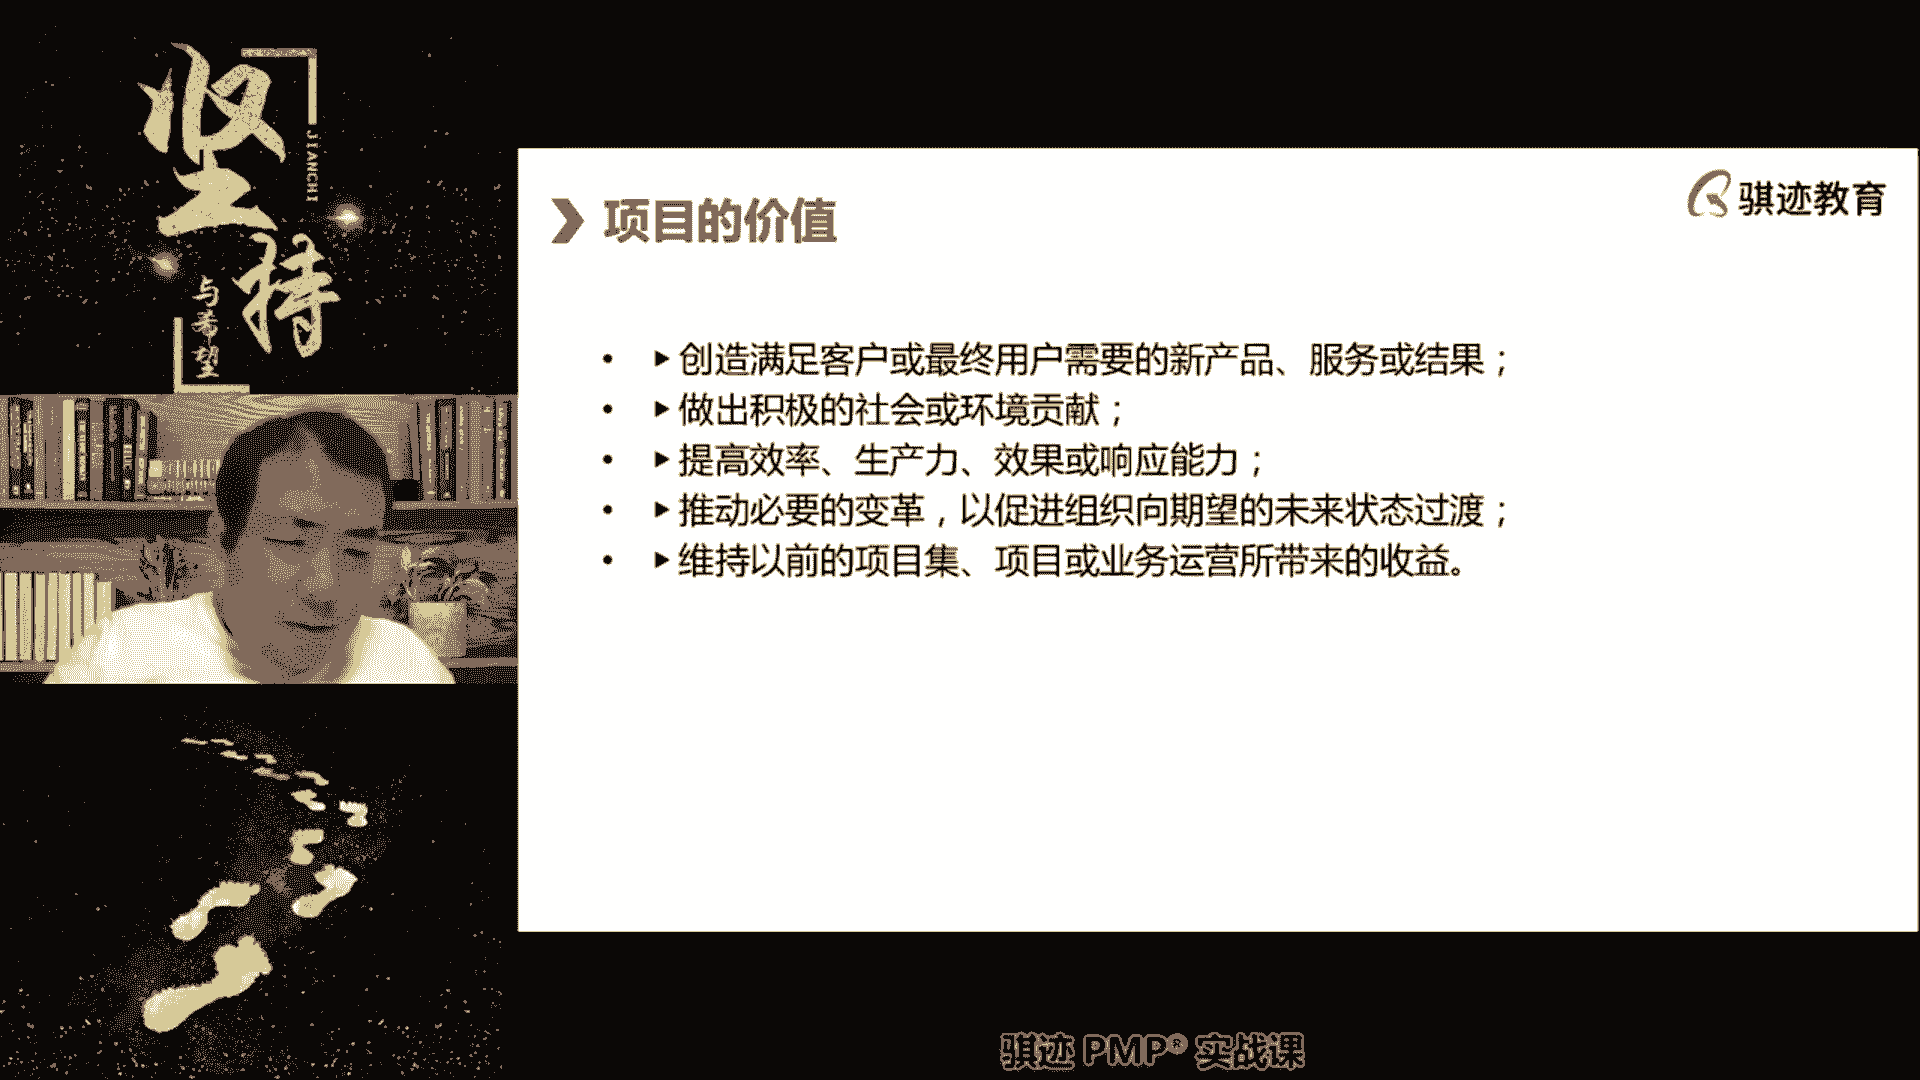 坚持
JIANCHI
与希望
骐迹教育
项目的价值
• ▶创造满足客户或最终用户需要的新产品、服务或结果；
• ▶做出积极的社会或环境贡献；
• ▶提高效率、生产力、效果或响应能力；
• ▶推动必要的变革，以促进组织向期望的未来状态过渡；
• ▶维持以前的项目集、项目或业务运营所带来的收益。
骐迹 PMP® 实战课